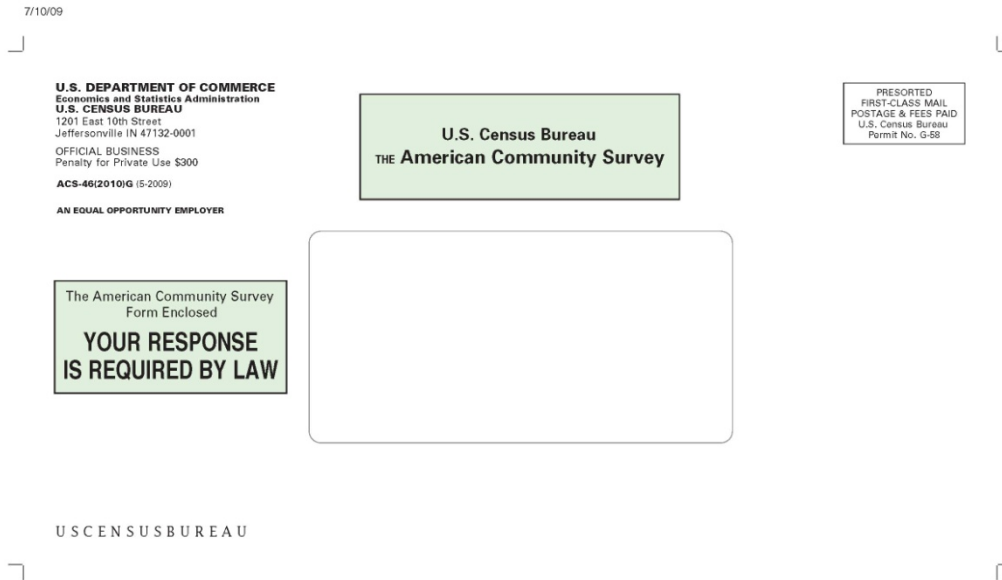 7/10/09
U.S. DEPARTMENT OF COMMERCE
Economics and Statistics Administration
U.S. CENSUS BUREAU
1201 East 10th Street
Jeffersonville IN 47132-0001
OFFICIAL BUSINESS
Penalty for Private Use $300
ACS-46(2010)G (5-2009)
AN EQUAL OPPORTUNITY EMPLOYER
U.S. Census Bureau
THE American Community Survey
PRESORTED
FIRST-CLASS MAIL
POSTAGE & FEES PAID
U.S. Census Bureau
Permit No. G-58
The American Community Survey
Form Enclosed
YOUR RESPONSE
IS REQUIRED BY LAW
USCENSUSBUREAU